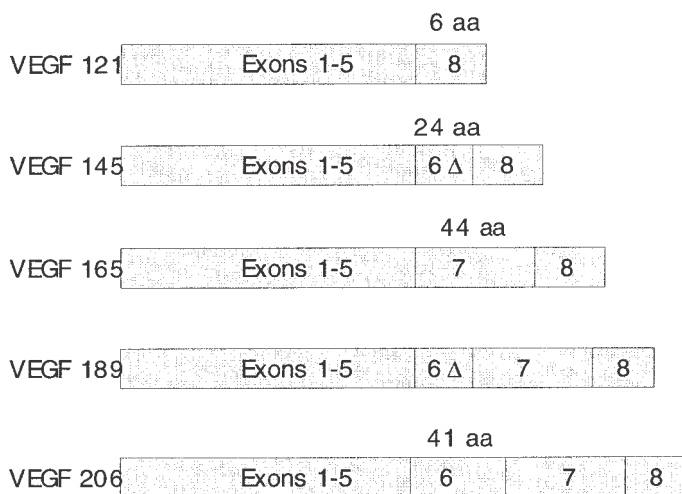 6 aa
VEGF 121 Exons 1-5 8
24 aa
VEGF 145 Exons 1-5 6 Δ 8
44 aa
VEGF 165 Exons 1-5 7 8
VEGF 189 Exons 1-5 6 Δ 7 8
41 aa
VEGF 206 Exons 1-5 6 7 8